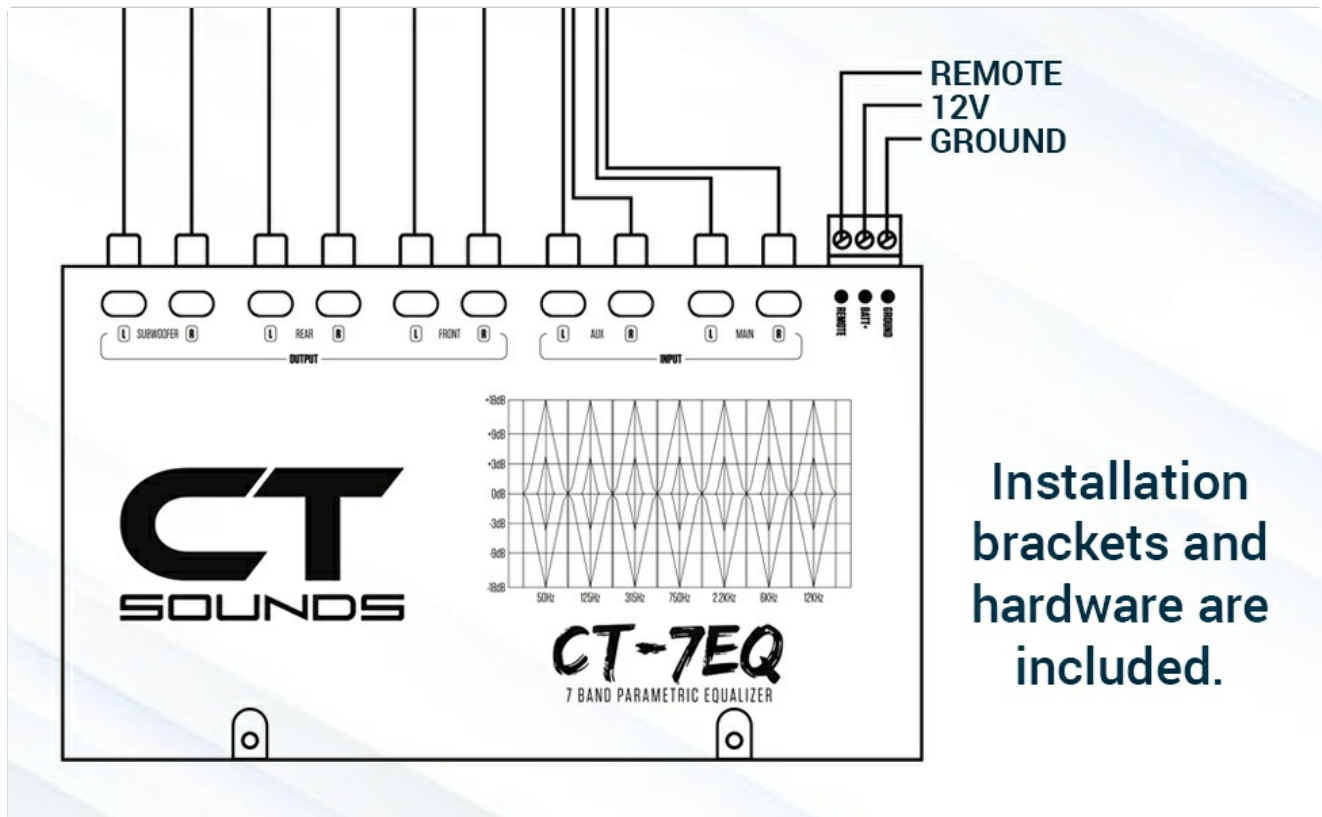 REMOTE
12V
GROUND
L SUBWOOFER R L REAR R L FRONT R L AUX R L MAIN R
OUTPUT
INPUT
REMOTE
BATT+
GROUND
+18dB
+9dB
+3dB
0dB
-3dB
-9dB
-18dB
50Hz 125Hz 315Hz 750Hz 2.2KHz 6KHz 12KHz
CT
SOUNDS
CT-7EQ
7 BAND PARAMETRIC EQUALIZER
Installation
brackets and
hardware are
included.